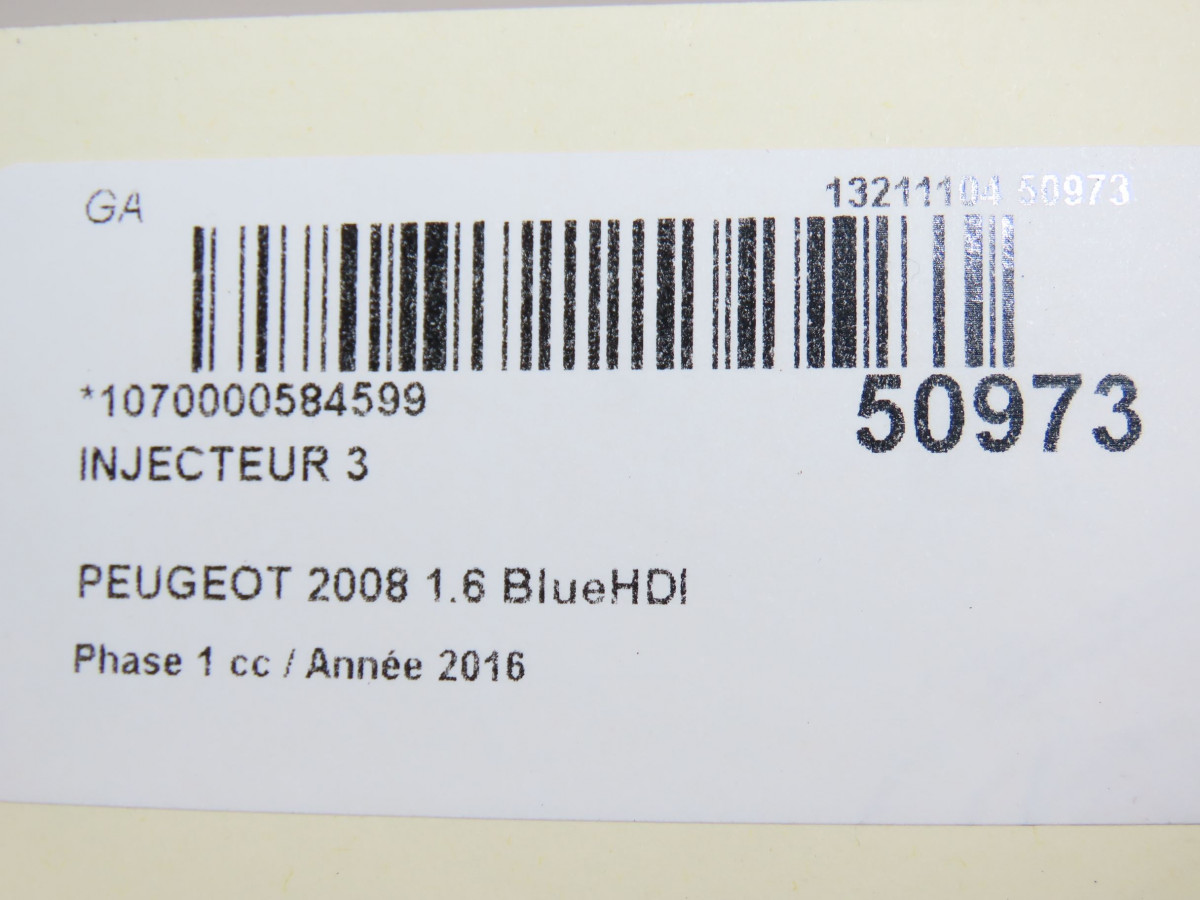 GA
13211104 50973
*1070000584599
50973
INJECTEUR 3
PEUGEOT 2008 1.6 BlueHDI
Phase 1 cc / Année 2016